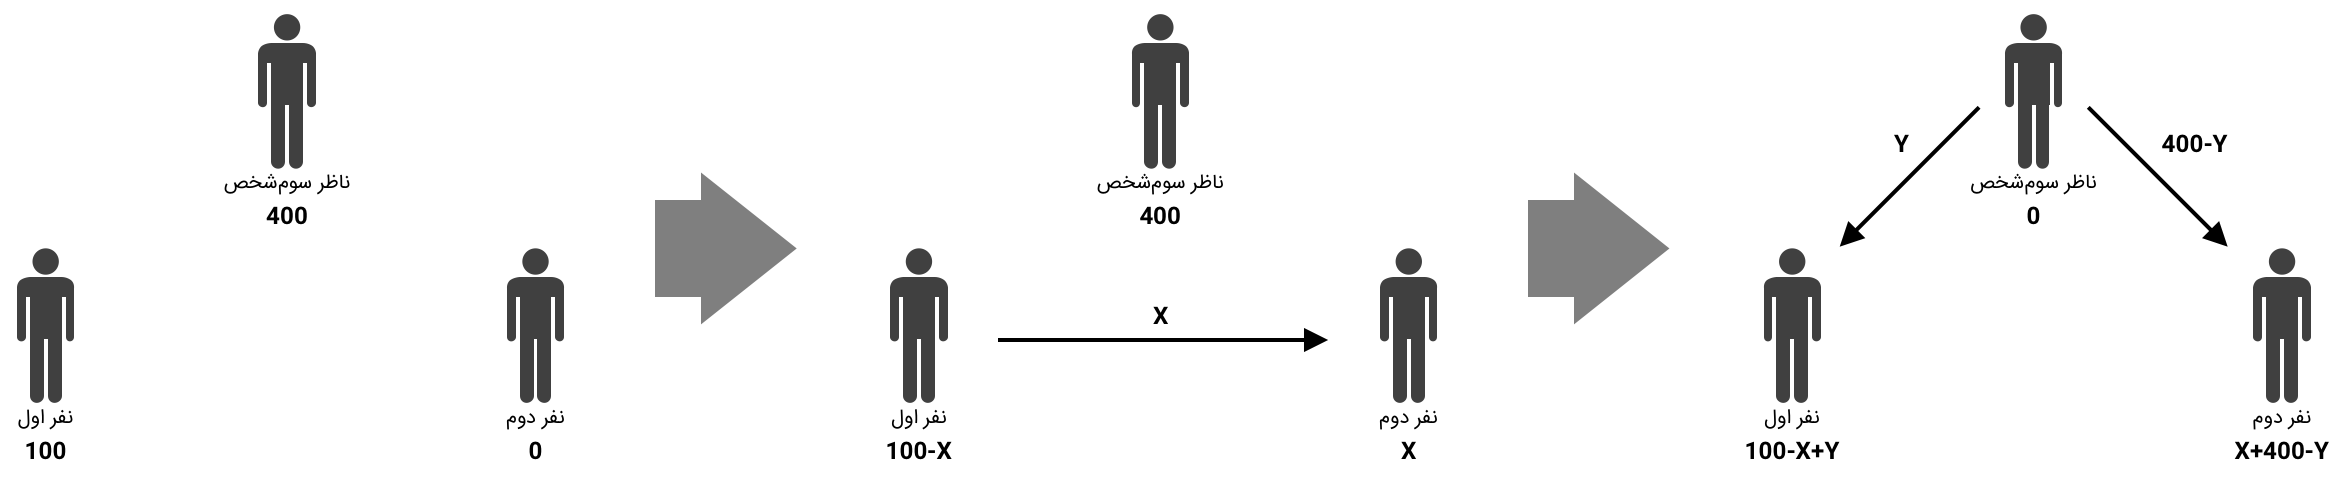 ناظر سوم‌شخص
400
نفر اول
100
نفر دوم
0
ناظر سوم‌شخص
400
X
نفر اول
100-X
نفر دوم
X
Y
400-Y
ناظر سوم‌شخص
0
نفر اول
100-X+Y
نفر دوم
X+400-Y